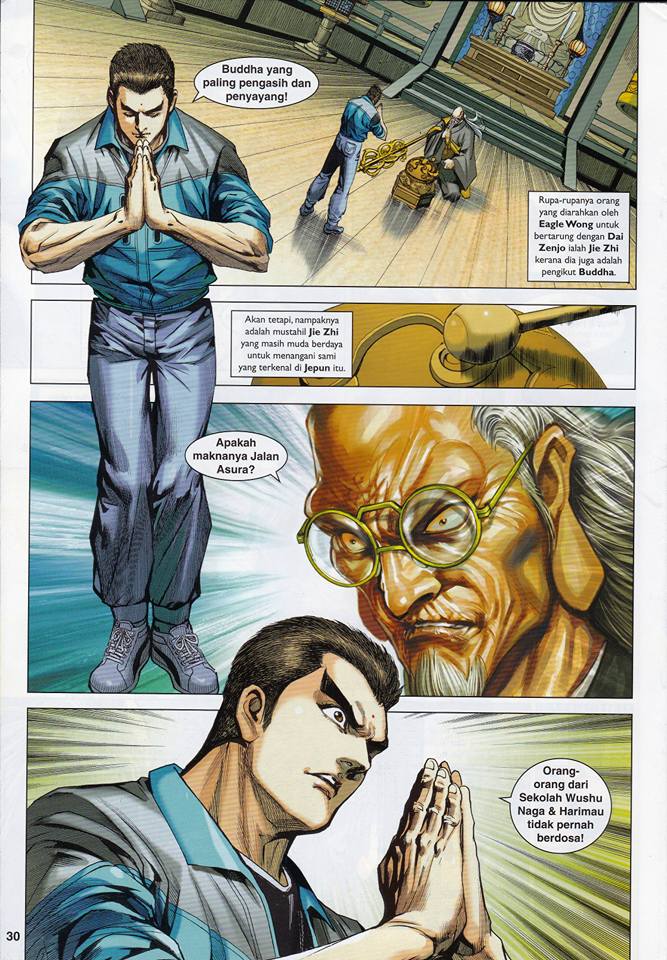 Buddha yang
paling pengasih dan
penyayang!
Rupa-rupanya orang
yang diarahkan oleh
Eagle Wong untuk
bertarung dengan Dai
Zenjo ialah Jie Zhi
kerana dia juga adalah
pengikut Buddha.
Akan tetapi, nampaknya
adalah mustahil Jie Zhi
yang masih muda berdaya
untuk menangani sami
yang terkenal di Jepun itu.
Apakah
maknanya Jalan
Asura?
Orang-
orang dari
Sekolah Wushu
Naga & Harimau
tidak pernah
berdosa!
30